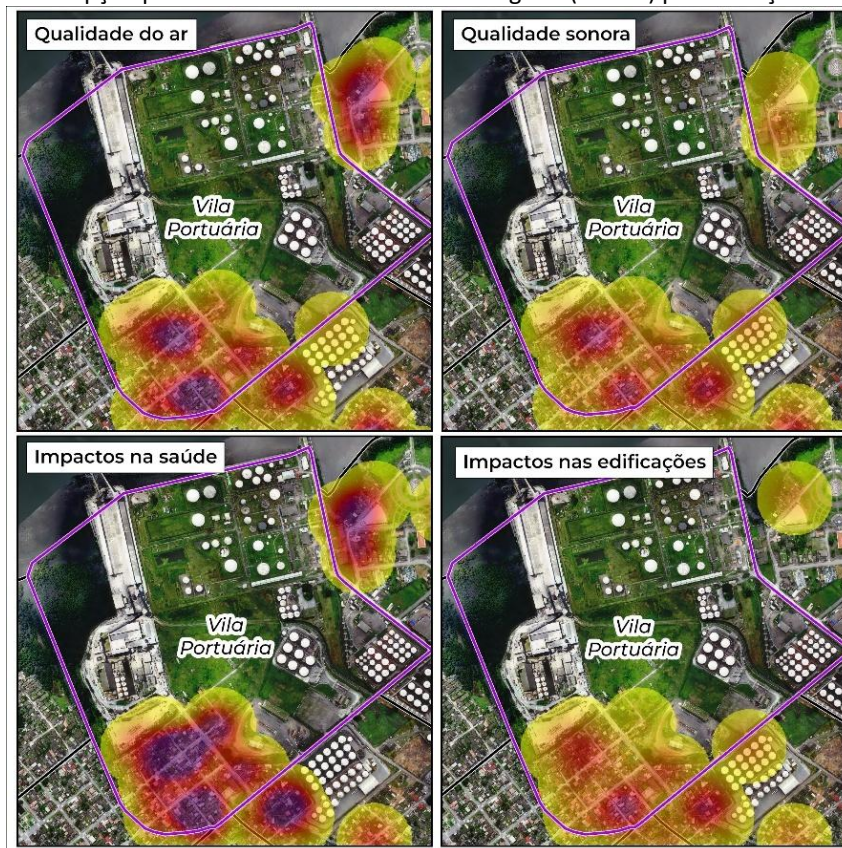 Qualidade do ar
Qualidade sonora
Vila
Portuária
Vila
Portuária
Impactos na saúde
Impactos nas edificações
Vila
Portuária
Vila
Portuária